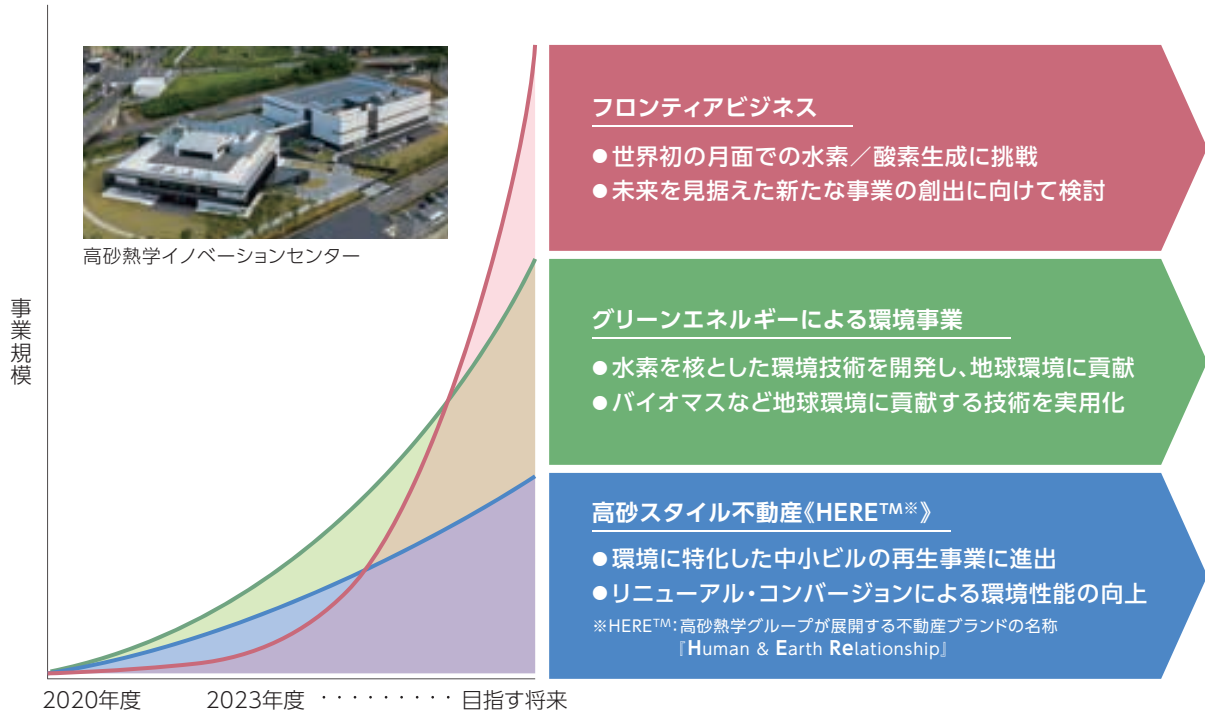 高砂熱学イノベーションセンター
事業規模
2020年度
2023年度
・・・・・・・・・
目指す将来
フロンティアビジネス
●世界初の月面での水素／酸素生成に挑戦
●未来を見据えた新たな事業の創出に向けて検討
グリーンエネルギーによる環境事業
●水素を核とした環境技術を開発し、地球環境に貢献
●バイオマスなど地球環境に貢献する技術を実用化
高砂スタイル不動産《HERE™※》
●環境に特化した中小ビルの再生事業に進出
●リニューアル・コンバージョンによる環境性能の向上
※HERE™：高砂熱学グループが展開する不動産ブランドの名称
『Human & Earth Relationship』